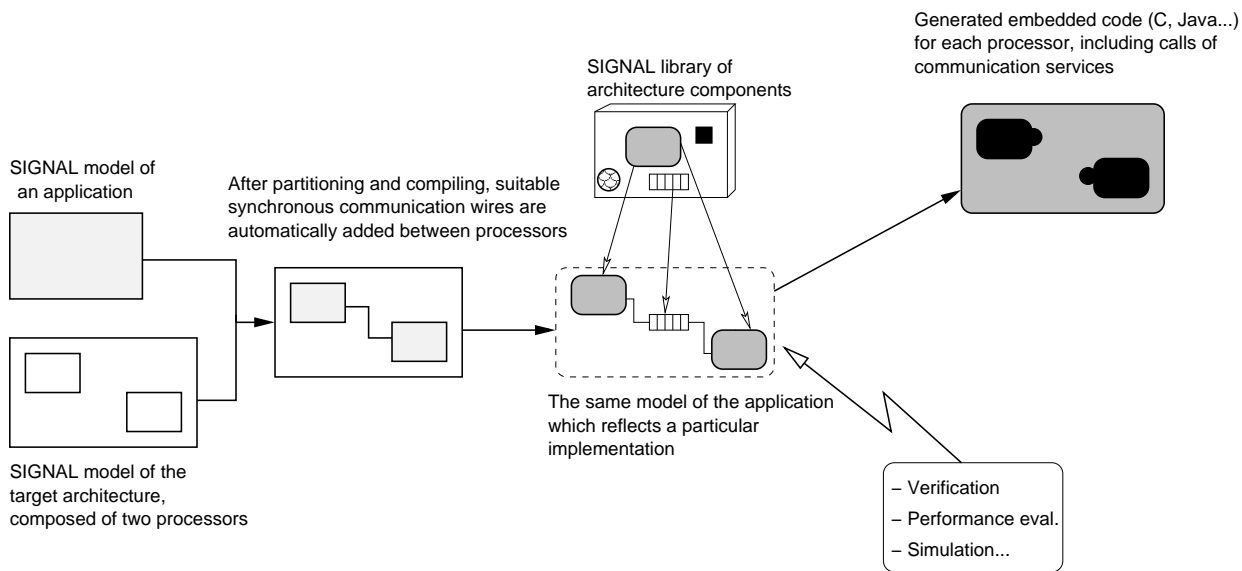 SIGNAL model of
an application
SIGNAL model of the
target architecture,
composed of two processors
After partitioning and compiling, suitable
synchronous communication wires are
automatically added between processors
SIGNAL library of
architecture components
The same model of the application
which reflects a particular
implementation
Generated embedded code (C, Java...)
for each processor, including calls of
communication services
– Verification
– Performance eval.
– Simulation...